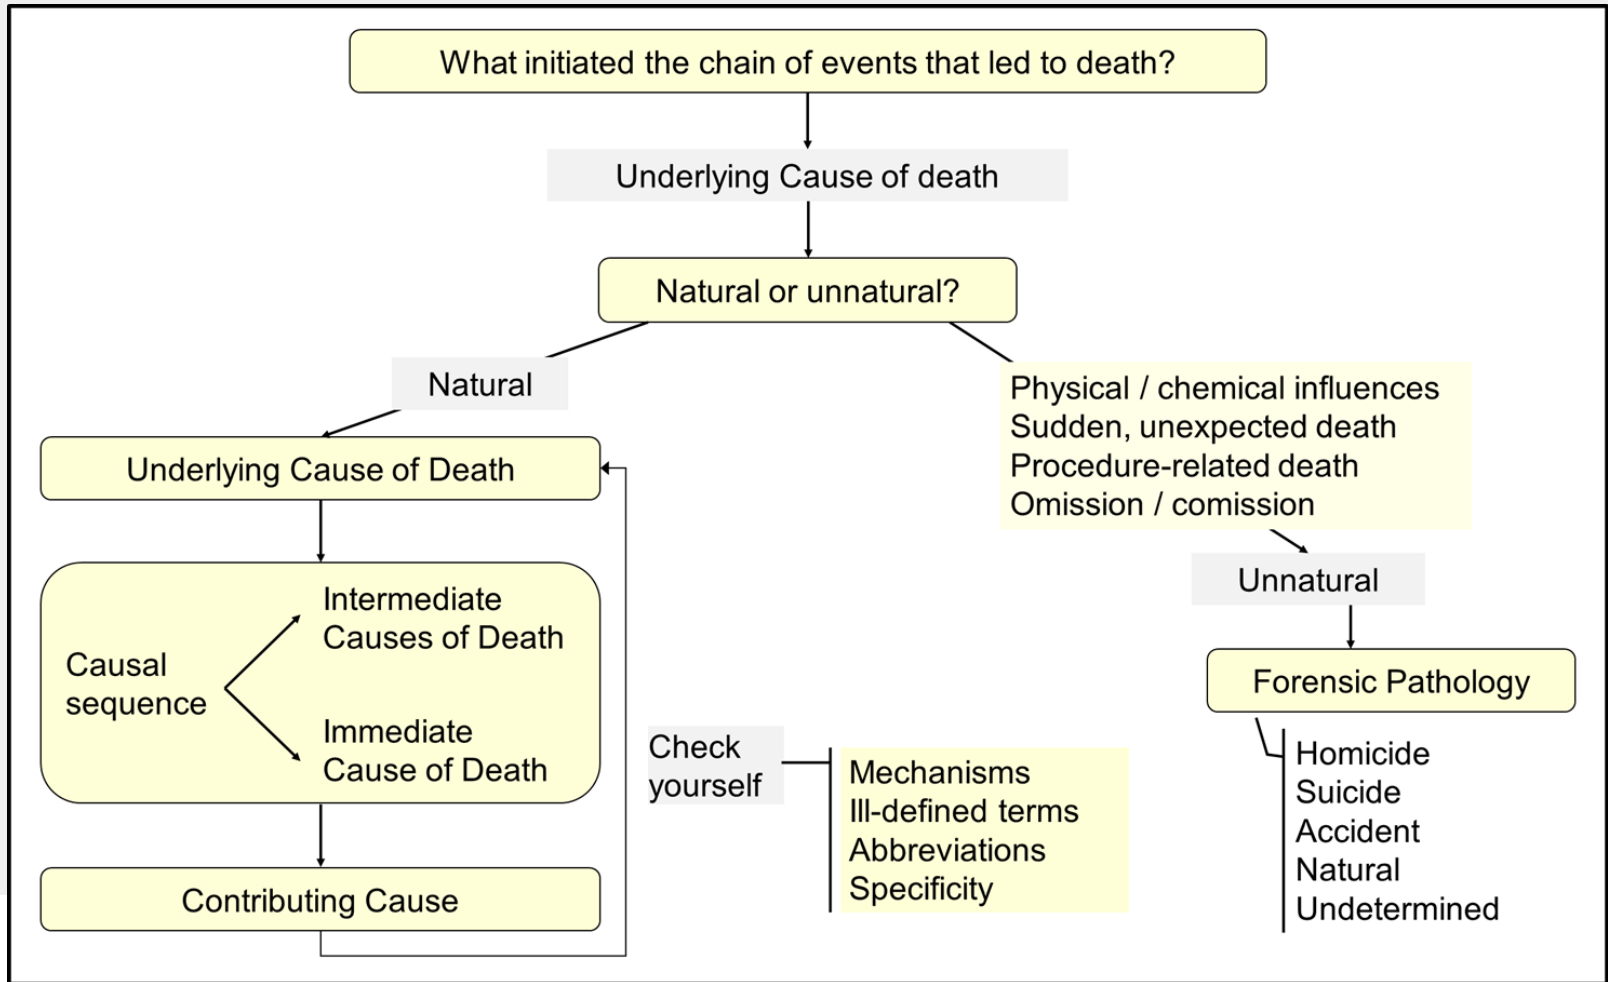 What initiated the chain of events that led to death?
Underlying Cause of death
Natural or unnatural?
Natural
Physical / chemical influences
Sudden, unexpected death
Procedure-related death
Omission / comission
Underlying Cause of Death
Unnatural
Intermediate
Causes of Death
Causal
sequence
Immediate
Cause of Death
Forensic Pathology
Check
yourself
Mechanisms
Ill-defined terms
Abbreviations
Specificity
Homicide
Suicide
Accident
Natural
Undetermined
Contributing Cause